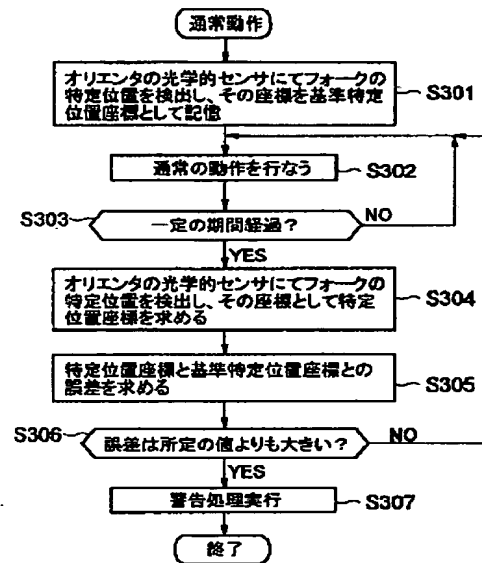 通常動作
オリエンタの光学的センサにてフォークの
特定位置を検出し、その座標を基準特定
位置座標として記憶
S301
通常の動作を行なう
S302
S303
一定の期間経過?
NO
YES
オリエンタの光学的センサにてフォークの
特定位置を検出し、その座標として特定
位置座標を求める
S304
特定位置座標と基準特定位置座標との
誤差を求める
S305
S306
誤差は所定の値よりも大きい?
NO
YES
警告処理実行
S307
終了